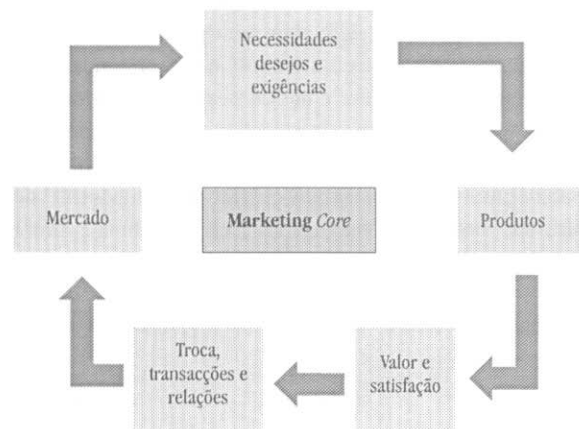 Necessidades
desejos e
exigências
Mercado
Marketing Core
Produtos
Troca,
transacções e
relações
Valor e
satisfação